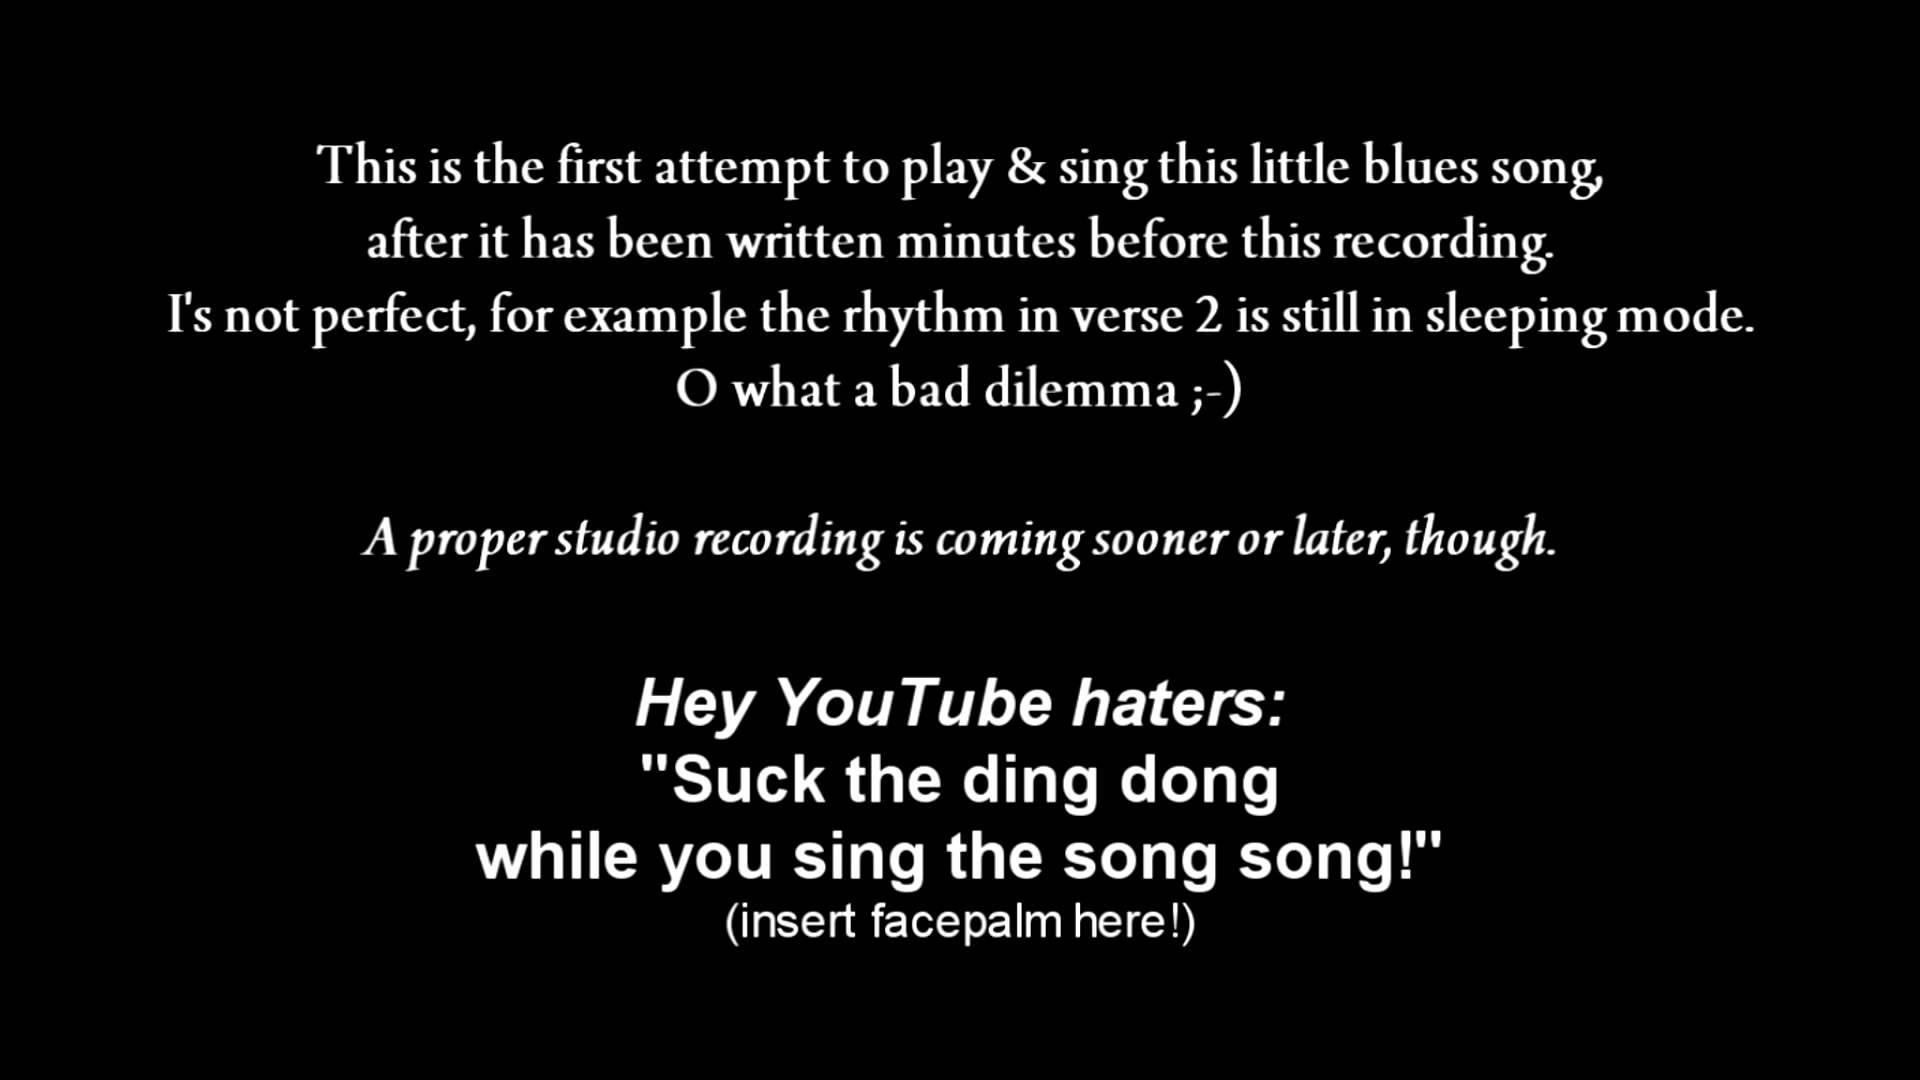 This is the first attempt to play & sing this little blues song,
after it has been written minutes before this recording.
I's not perfect, for example the rhythm in verse 2 is still in sleeping mode.
O what a bad dilemma ;-)
A proper studio recording is coming sooner or later, though.
Hey YouTube haters:
"Suck the ding dong
while you sing the song song!"
(insert facepalm here!)